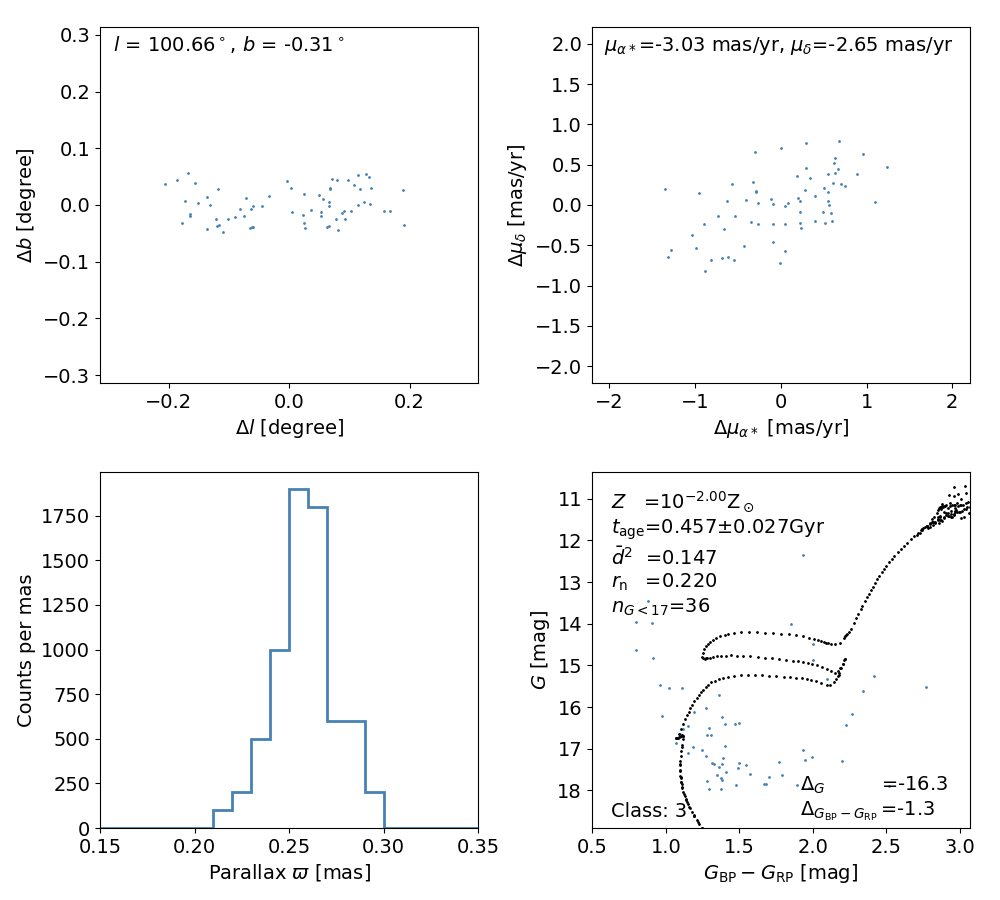 l = 100.66°, b = -0.31°
0.3
0.2
0.1
0.0
−0.1
−0.2
−0.3
−0.2 0.0 0.2
Δl [degree]
Δb [degree]
μα*=-3.03 mas/yr, μδ=-2.65 mas/yr
2.0
1.5
1.0
0.5
0.0
−0.5
−1.0
−1.5
−2.0
−2 −1 0 1 2
Δμα* [mas/yr]
Δμδ [mas/yr]
1750
1500
1250
1000
750
500
250
0
0.15 0.20 0.25 0.30 0.35
Parallax ϖ [mas]
Counts per mas
Z =10^−2.00 Z⊙
t_age=0.457±0.027Gyr
d̄² =0.147
r_n =0.220
n_G<17=36
11
12
13
14
15
16
17
18
Δ_G =-16.3
Δ_GBP−GRP =-1.3
Class: 3
0.5 1.0 1.5 2.0 2.5 3.0
G_BP − G_RP [mag]
G [mag]